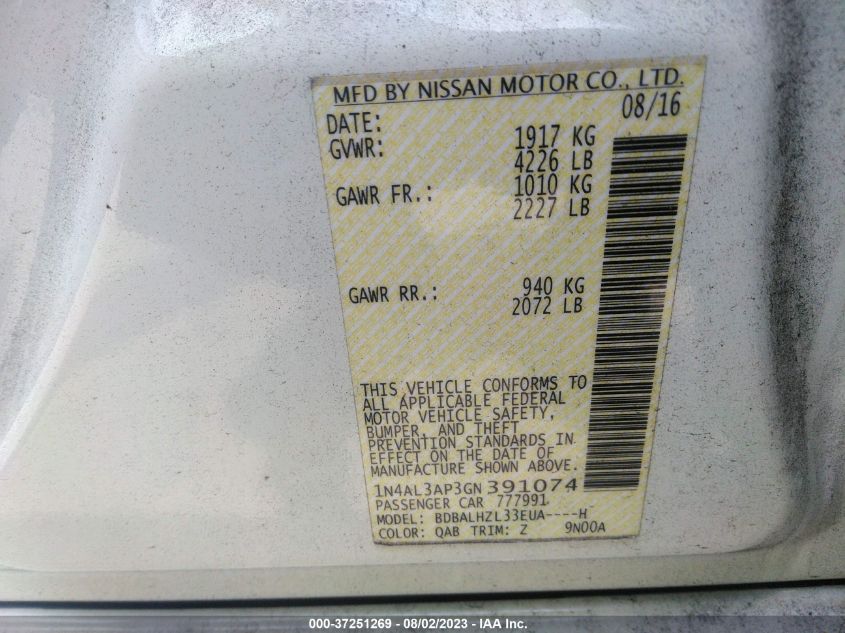 MFD BY NISSAN MOTOR CO., LTD.
DATE: 08/16
GVWR: 1917 KG
4226 LB
GAWR FR.: 1010 KG
2227 LB
GAWR RR.: 940 KG
2072 LB
THIS VEHICLE CONFORMS TO
ALL APPLICABLE FEDERAL
MOTOR VEHICLE SAFETY,
BUMPER, AND THEFT
PREVENTION STANDARDS IN
EFFECT ON THE DATE OF
MANUFACTURE SHOWN ABOVE.
1N4AL3AP3GN391074
PASSENGER CAR 777991
MODEL: BDBALHZL33EUA----H
COLOR: QAB TRIM: Z 9N00A
000-37251269 - 08/02/2023 - IAA Inc.